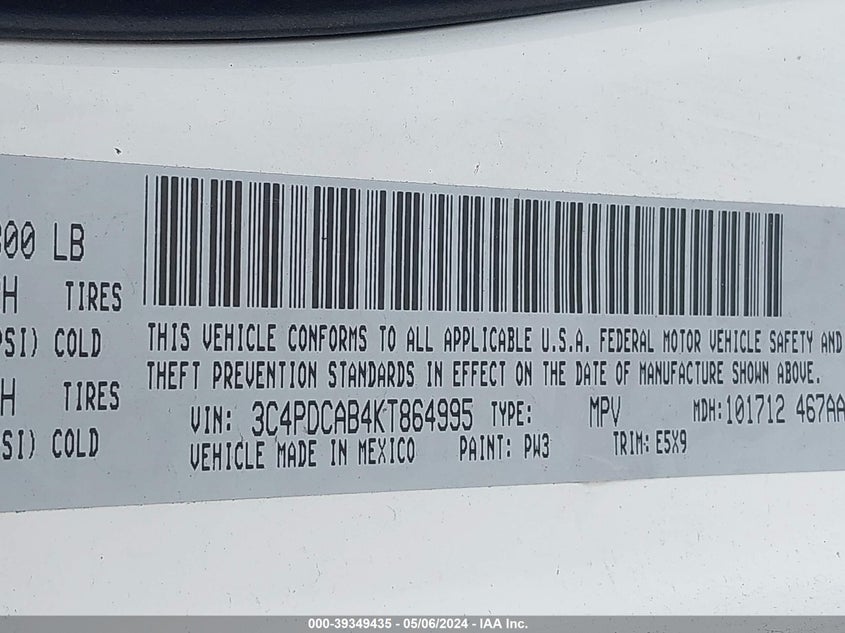 300 LB
H TIRES
PSI) COLD
H TIRES
SI) COLD
THIS VEHICLE CONFORMS TO ALL APPLICABLE U.S.A. FEDERAL MOTOR VEHICLE SAFETY AND
THEFT PREVENTION STANDARDS IN EFFECT ON THE DATE OF MANUFACTURE SHOWN ABOVE.
VIN: 3C4PDCAB4KT864995 TYPE: MPV MDH: 101712 467AA
VEHICLE MADE IN MEXICO PAINT: PW3 TRIM: E5X9
000-39349435 - 05/06/2024 - IAA Inc.